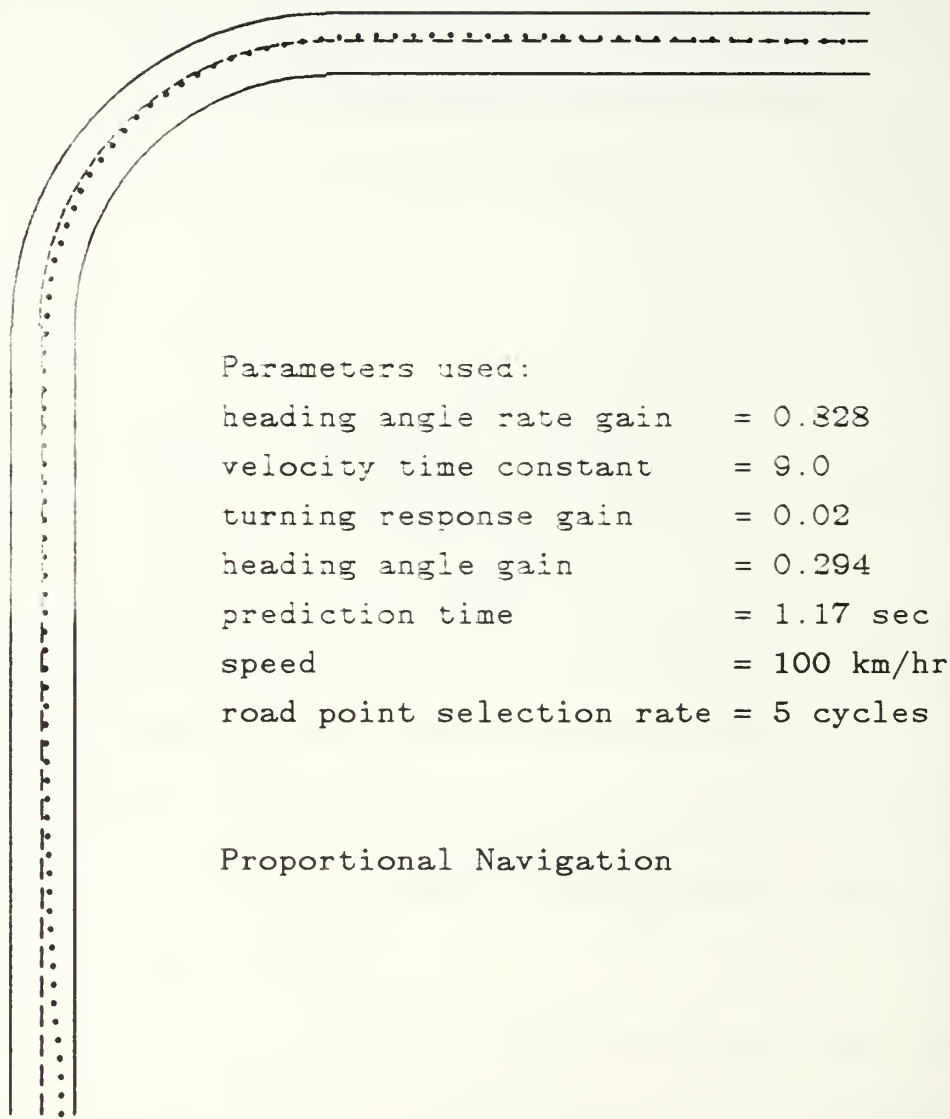 Parameters used:
heading angle rate gain = 0.828
velocity time constant = 9.0
turning response gain = 0.02
heading angle gain = 0.294
prediction time = 1.17 sec
speed = 100 km/hr
road point selection rate = 5 cycles
Proportional Navigation